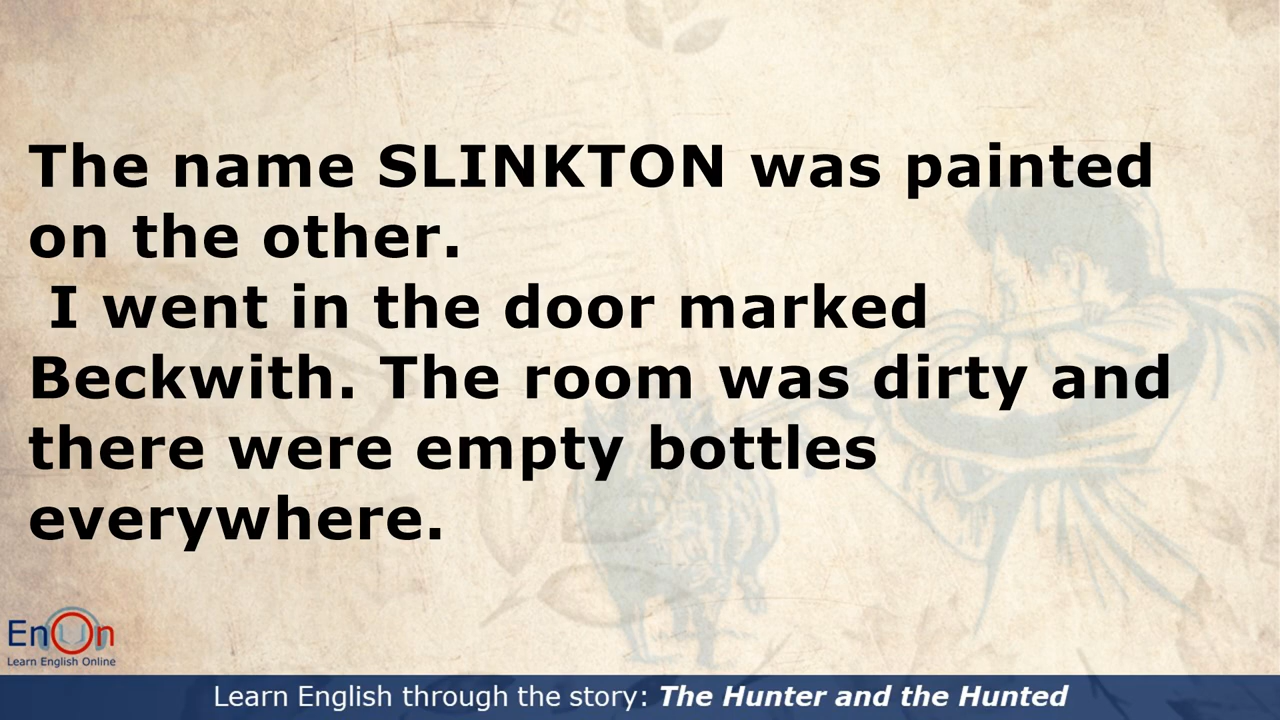 The name SLINKTON was painted
on the other.
I went in the door marked
Beckwith. The room was dirty and
there were empty bottles
everywhere.
EnOn
Learn English Online
Learn English through the story: The Hunter and the Hunted